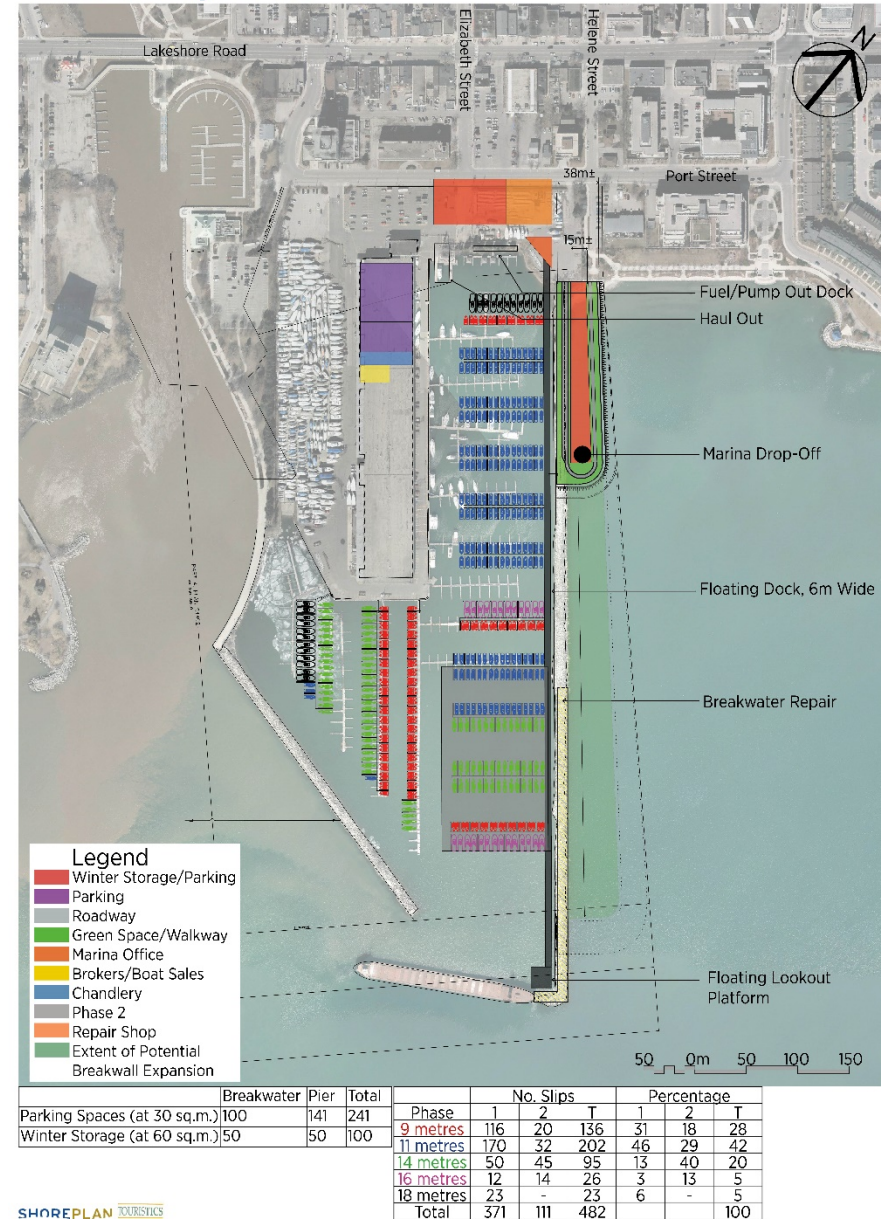 Lakeshore Road
Elizabeth Street
Helene Street
N
38m±
Port Street
15m±
Fuel/Pump Out Dock
Haul Out
Marina Drop-Off
Floating Dock, 6m Wide
Breakwater Repair
Floating Lookout
Platform
50 0m 50 100 150
Legend
Winter Storage/Parking
Parking
Roadway
Green Space/Walkway
Marina Office
Brokers/Boat Sales
Chandlery
Phase 2
Repair Shop
Extent of Potential
Breakwall Expansion
Breakwater Pier Total
Parking Spaces (at 30 sq.m.) 100 141 241
Winter Storage (at 60 sq.m.) 50 50 100
No. Slips Percentage
Phase 1 2 T 1 2 T
9 metres 116 20 136 31 18 28
11 metres 170 32 202 46 29 42
14 metres 50 45 95 13 40 20
16 metres 12 14 26 3 13 5
18 metres 23 - 23 6 - 5
Total 371 111 482 100
SHOREPLAN TOURISTICS